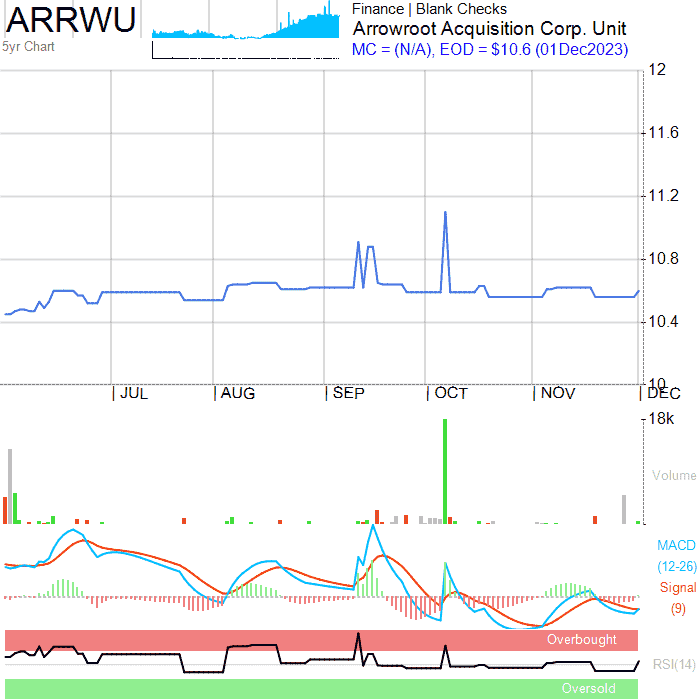 ARRWU
5yr Chart
Finance | Blank Checks
Arrowroot Acquisition Corp. Unit
MC = (N/A), EOD = $10.6 (01Dec2023)
12
11.6
11.2
10.8
10.4
10
| JUL | AUG | SEP | OCT | NOV | DEC
18k
Volume
MACD
(12-26)
Signal
(9)
Overbought
RSI(14)
Oversold